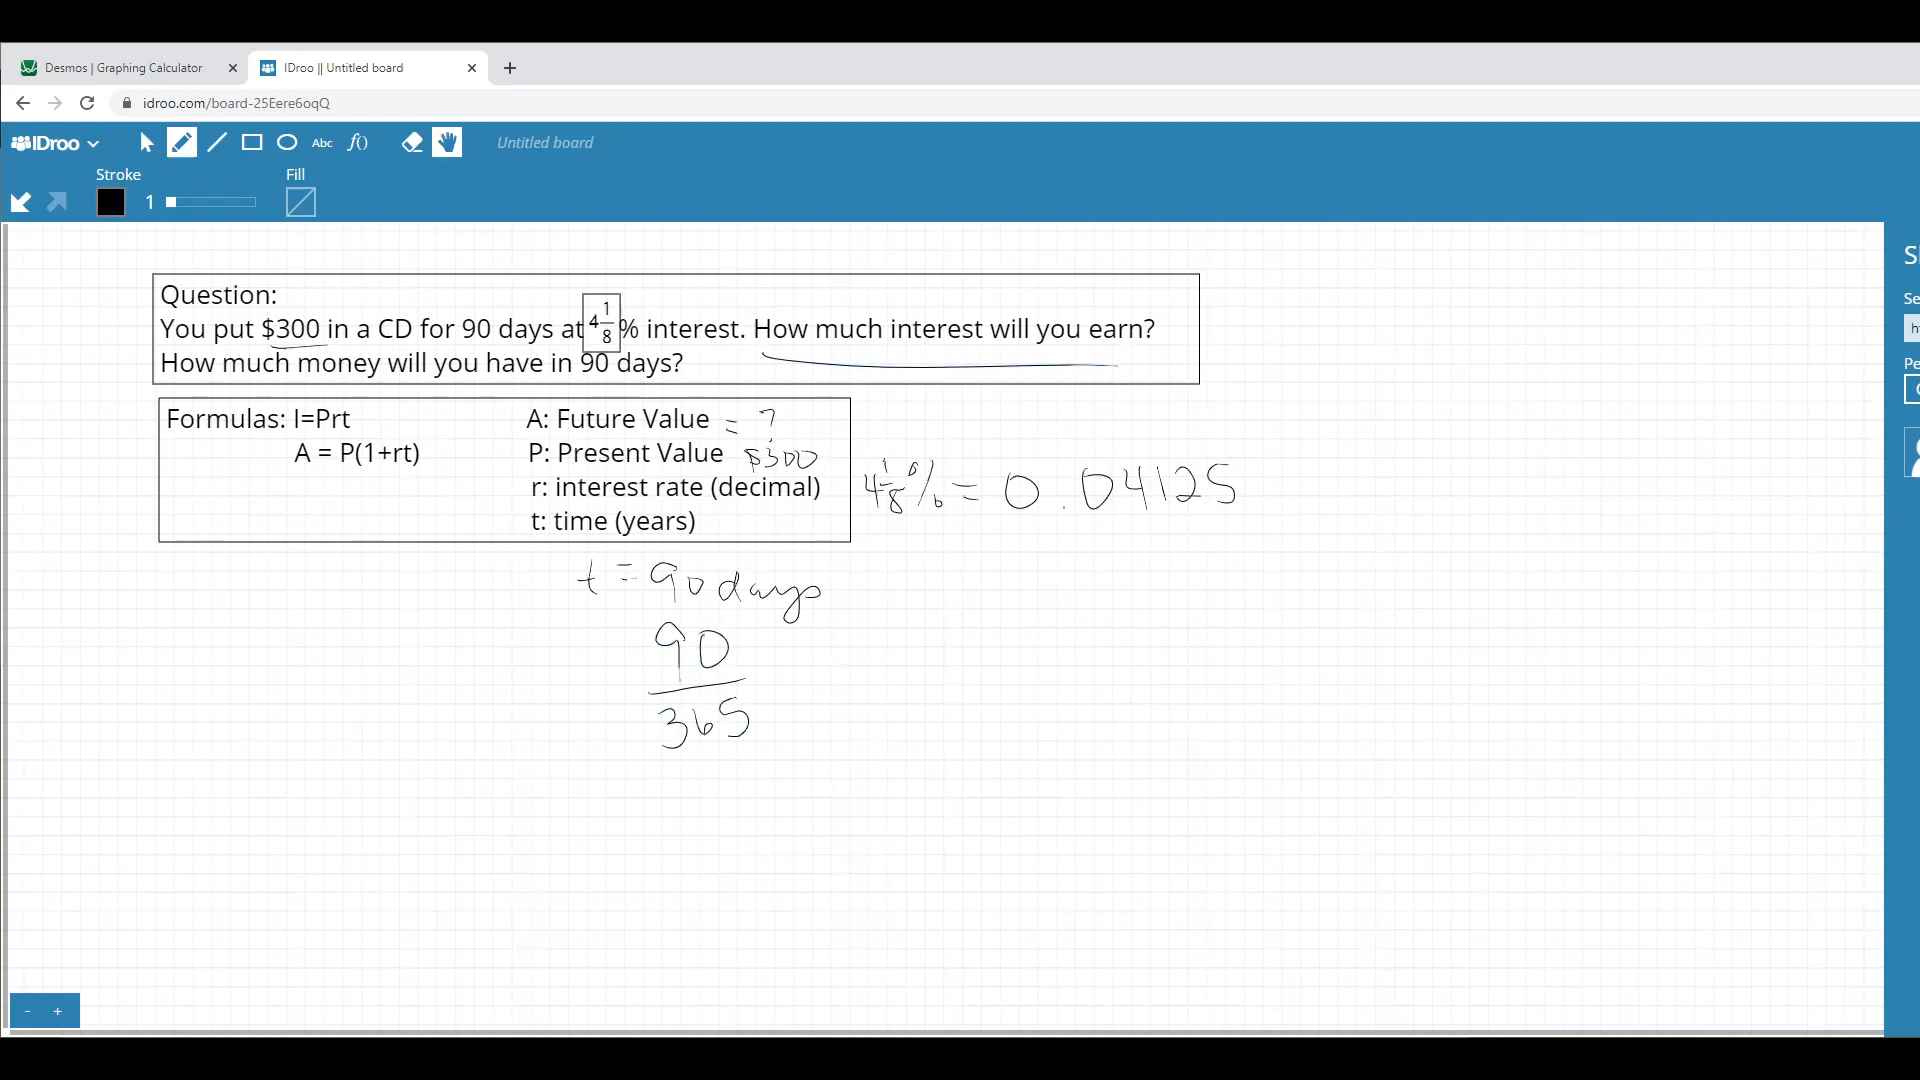 Desmos | Graphing Calculator
IDroo || Untitled board
idroo.com/board-25Eere6oqQ
IDroo
Abc
f()
Untitled board
Stroke
Fill
1
Question:
You put $300 in a CD for 90 days at 4 1/8 % interest. How much interest will you earn?
How much money will you have in 90 days?
Formulas: I=Prt
A = P(1+rt)
A: Future Value = ?
P: Present Value $300
r: interest rate (decimal) 4 1/8 % = 0.04125
t: time (years)
t = 90 days
90
365
- +
Se
Pe